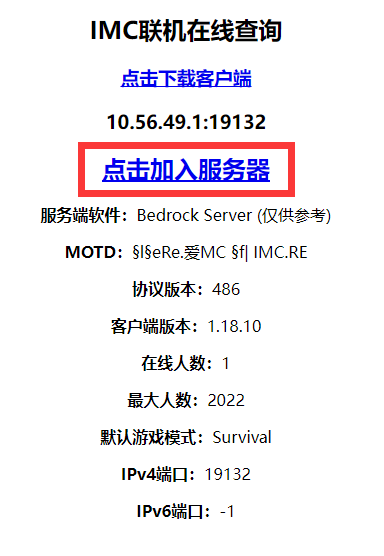 IMC联机在线查询
点击下载客户端
10.56.49.1:19132
点击加入服务器
服务端软件：Bedrock Server (仅供参考)
MOTD：§l§eRe.爱MC §f| IMC.RE
协议版本：486
客户端版本：1.18.10
在线人数：1
最大人数：2022
默认游戏模式：Survival
IPv4端口：19132
IPv6端口：-1